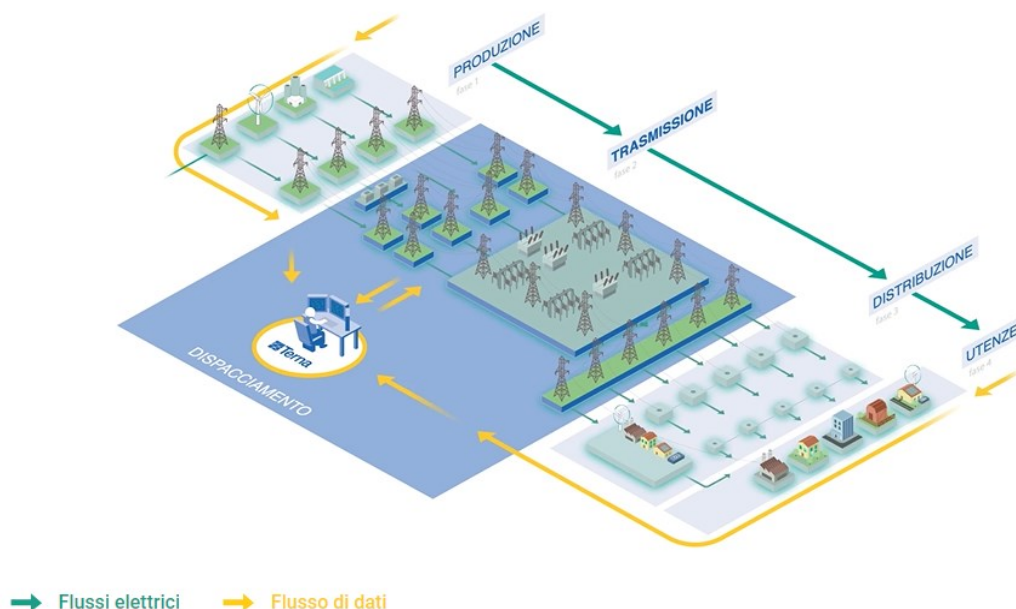 PRODUZIONE
fase 1
TRASMISSIONE
fase 2
DISTRIBUZIONE
fase 3
UTENZE
fase 4
Terna
DISPACCIAMENTO
Flussi elettrici
Flusso di dati